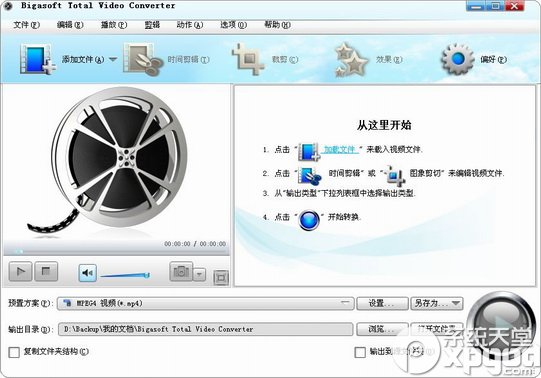 Bigasoft Total Video Converter
文件(F) 编辑(E) 播放(P) 剪辑 动作(A) 选项(O) 帮助(H)
添加文件(A) 时间剪辑(T) 裁剪(C) 效果(E) 偏好(P)
从这里开始
1. 点击“ 加载文件 ”来载入视频文件.
2. 点击“ 时间剪辑”或“ 图象剪切”来编辑视频文件.
3. 从“输出类型”下拉列表框中选择输出类型.
4. 点击“ ”开始转换.
00:00:00 / 00:00:00
预置方案(P): MPEG4 视频(*.mp4) 设置... 另存为...
输出目录(D): D:\Backup\我的文档\Bigasoft Total Video Converter 浏览... 打开文件
复制文件夹结构(C) 输出到源文
系统天堂
xpgod.com